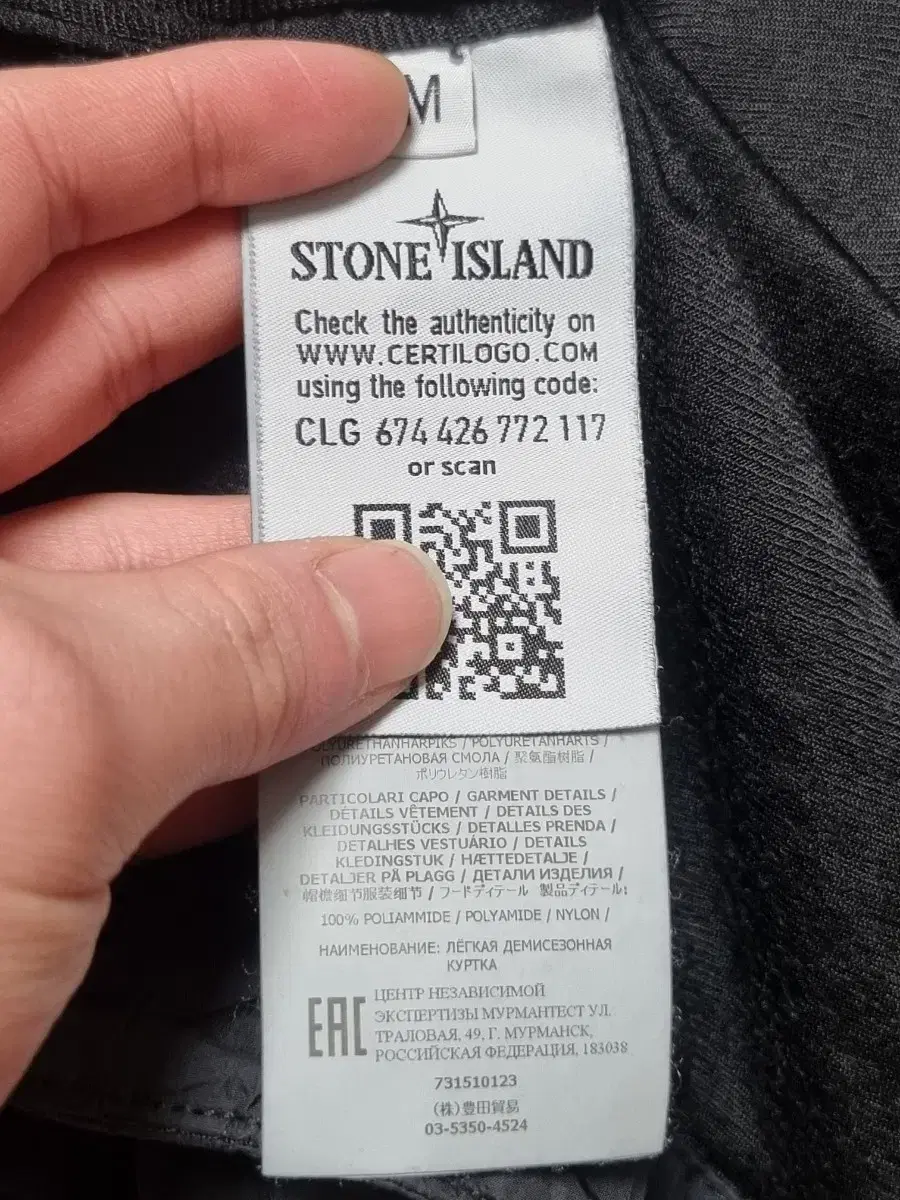 M
STONE ISLAND
Check the authenticity on
WWW.CERTILOGO.COM
using the following code:
CLG 674 426 772 117
or scan
POLYURETHANHARPIKS / POLYURETANHARTS /
ПОЛИУРЕТАНОВАЯ СМОЛА / 聚氨酯树脂 /
ポリウレタン樹脂
PARTICOLARI CAPO / GARMENT DETAILS /
DÉTAILS VÊTEMENT / DETAILS DES
KLEIDUNGSSTÜCKS / DETALLES PRENDA /
DETALHES VESTUÁRIO / DETAILS
KLEDINGSTUK / HÆTTEDETALJE /
DETALJER PÅ PLAGG / ДЕТАЛИ ИЗДЕЛИЯ /
帽檐细节服装细节 / フードディテール 製品ディテール:
100% POLIAMMIDE / POLYAMIDE / NYLON /
НАИМЕНОВАНИЕ: ЛЁГКАЯ ДЕМИСЕЗОННАЯ
КУРТКА
EAC ЦЕНТР НЕЗАВИСИМОЙ
ЭКСПЕРТИЗЫ МУРМАНТЕСТ УЛ.
ТРАЛОВАЯ, 49, Г. МУРМАНСК,
РОССИЙСКАЯ ФЕДЕРАЦИЯ, 183038
731510123
(株)豊田貿易
03-5350-4524